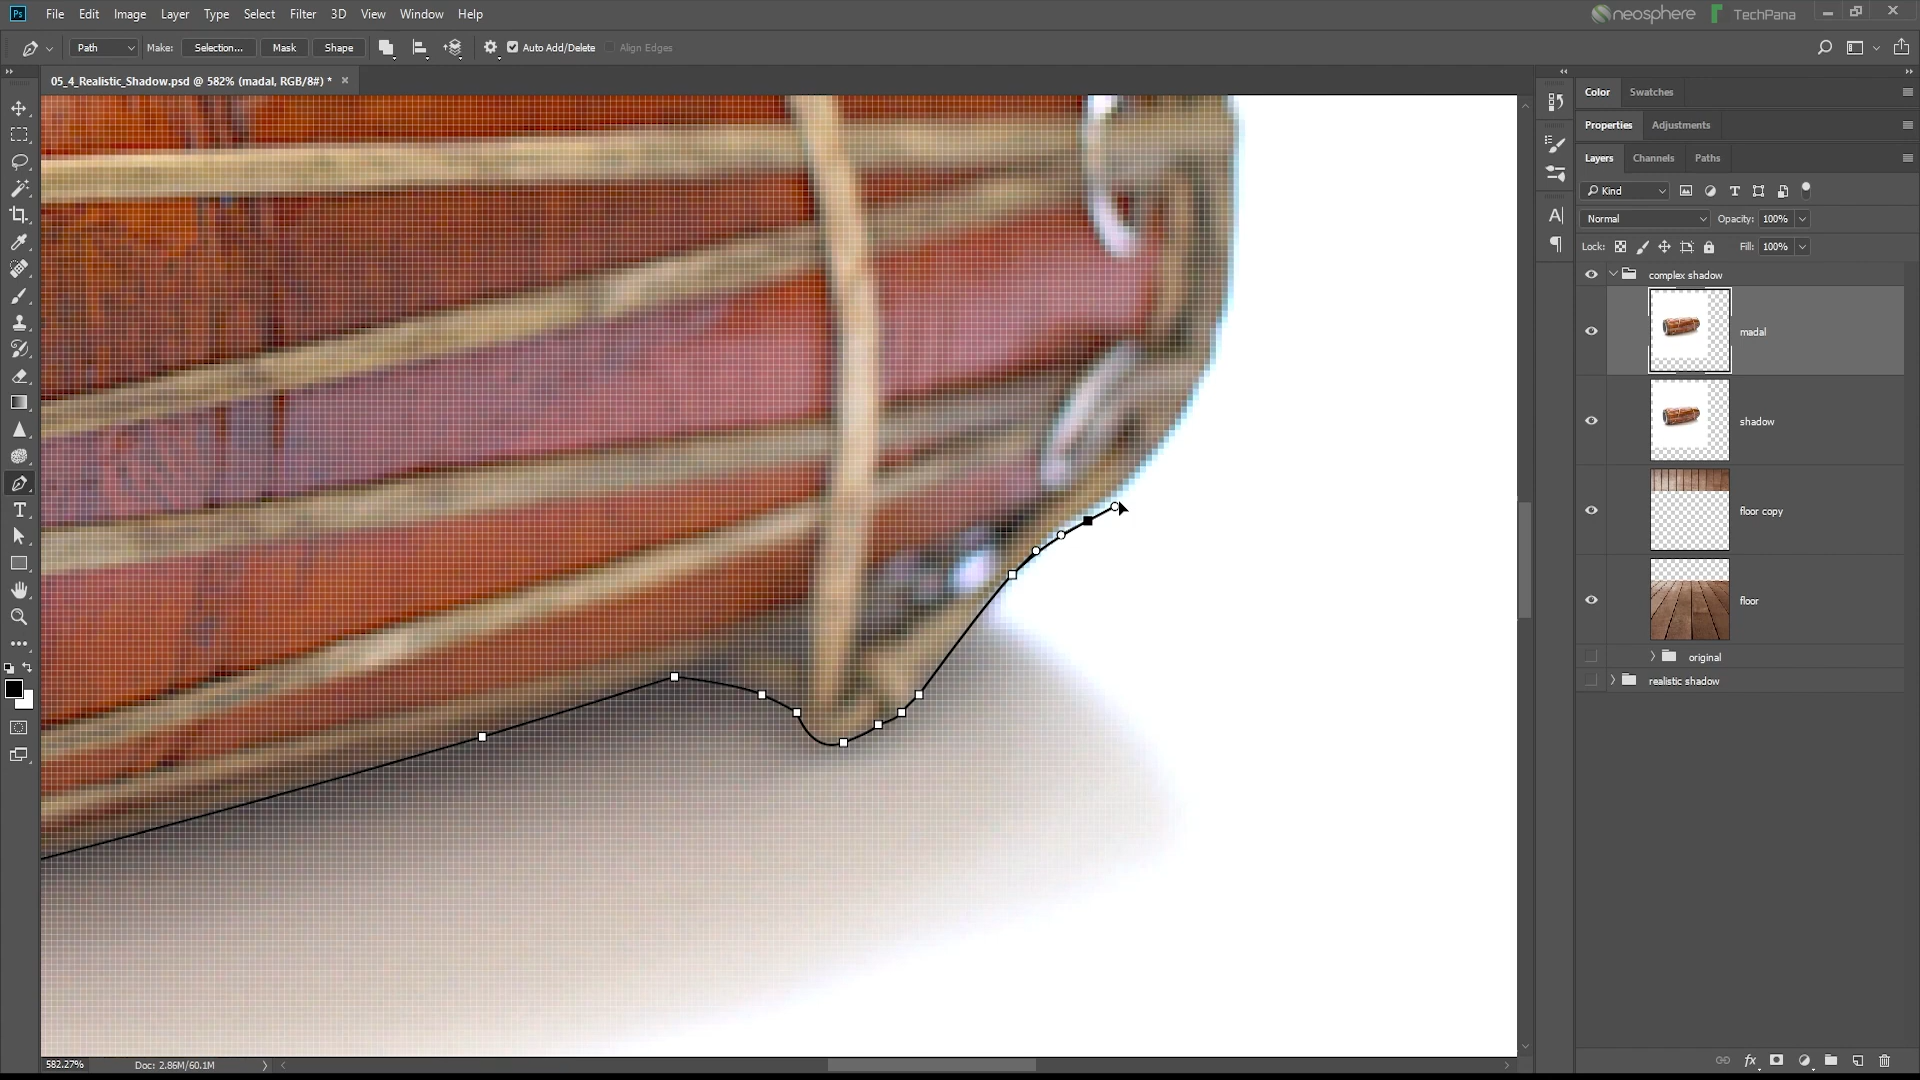 Ps File Edit Image Layer Type Select Filter 3D View Window Help neosphere TechPana
Path Make: Selection... Mask Shape Auto Add/Delete Align Edges
05_4_Realistic_Shadow.psd @ 582% (madal, RGB/8#) *
Color Swatches
Properties Adjustments
Layers Channels Paths
Kind
Normal Opacity: 100%
Lock: Fill: 100%
complex shadow
madal
shadow
floor copy
floor
original
realistic shadow
582.27% Doc: 2.86M/60.1M